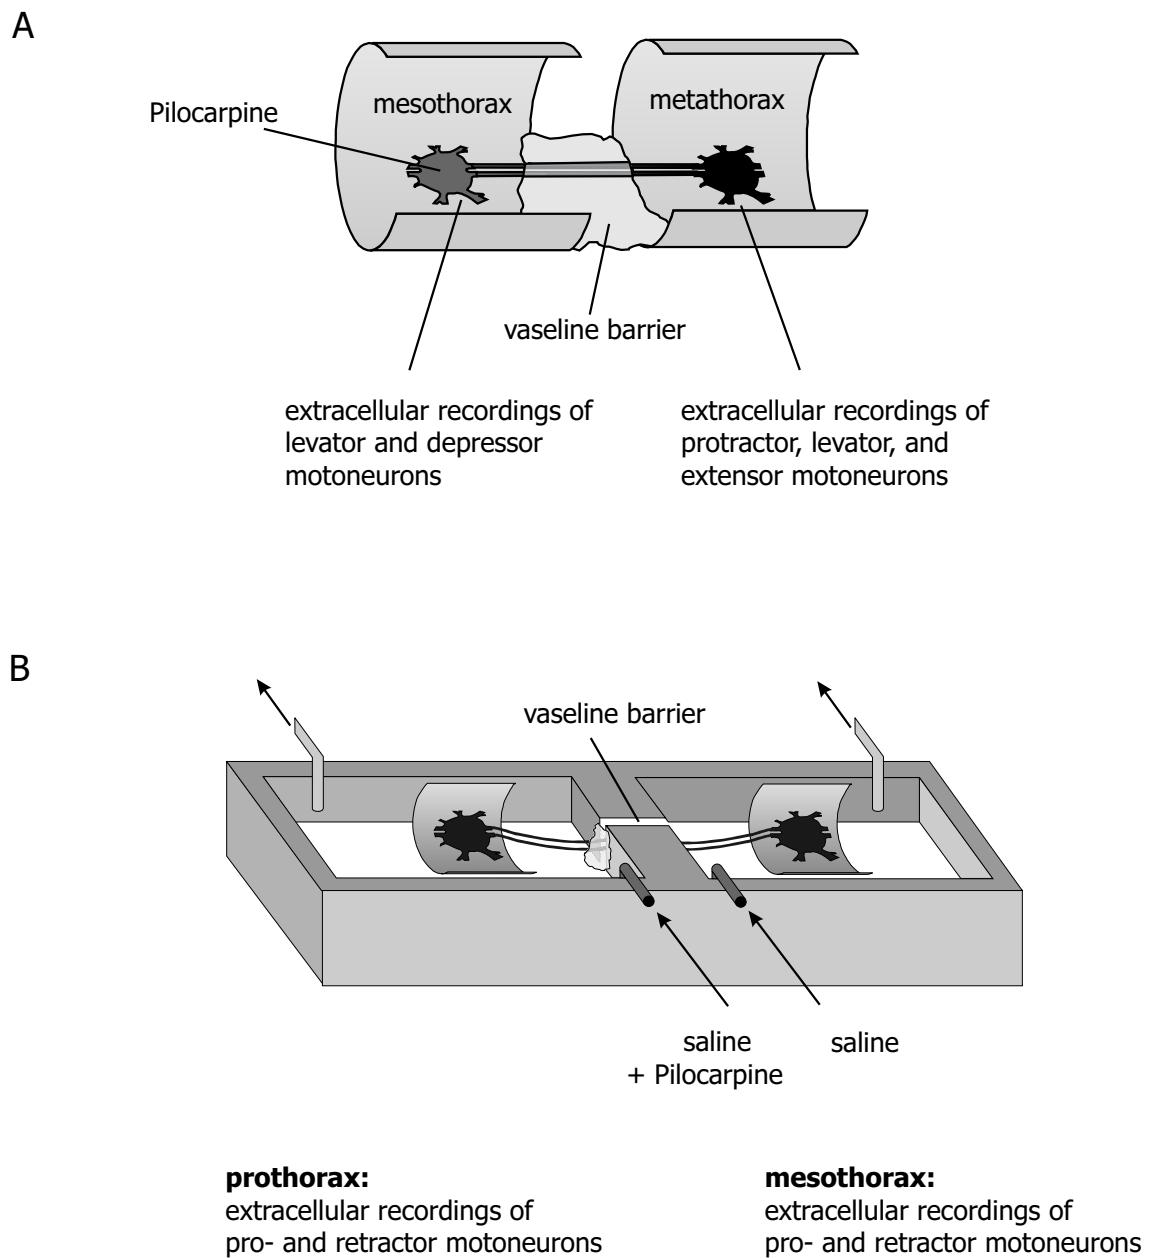 A
mesothorax
metathorax
Pilocarpine
vaseline barrier
extracellular recordings of
levator and depressor
motoneurons
extracellular recordings of
protractor, levator, and
extensor motoneurons
B
vaseline barrier
saline
+ Pilocarpine
saline
prothorax:
extracellular recordings of
pro- and retractor motoneurons
mesothorax:
extracellular recordings of
pro- and retractor motoneurons